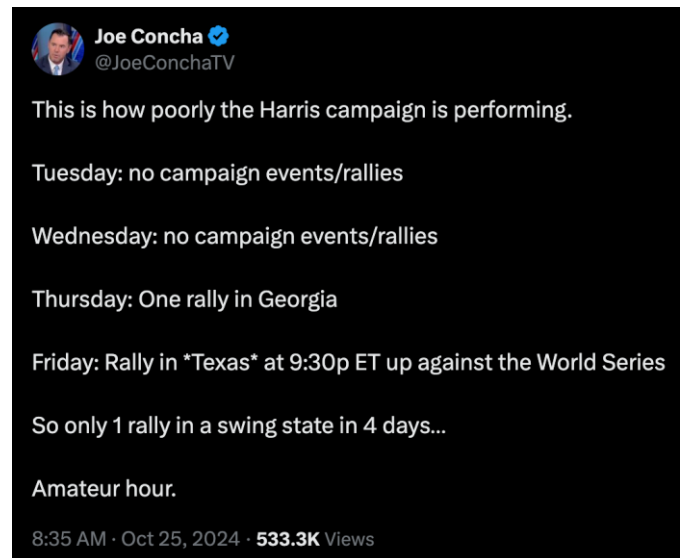 Joe Concha
@JoeConchaTV
This is how poorly the Harris campaign is performing.
Tuesday: no campaign events/rallies
Wednesday: no campaign events/rallies
Thursday: One rally in Georgia
Friday: Rally in *Texas* at 9:30p ET up against the World Series
So only 1 rally in a swing state in 4 days...
Amateur hour.
8:35 AM · Oct 25, 2024 · 533.3K Views